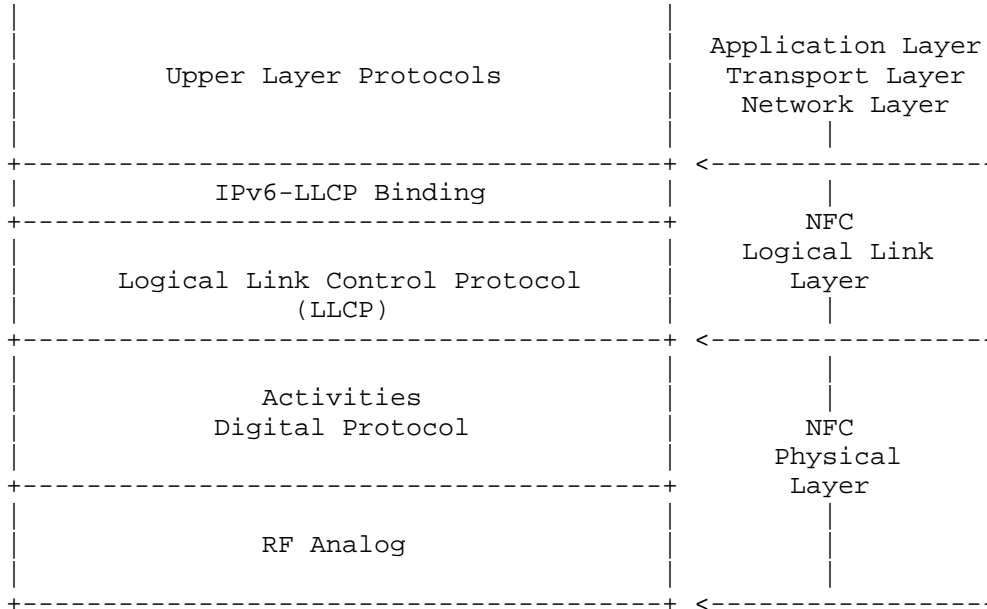 Application Layer
Upper Layer Protocols Transport Layer
Network Layer
IPv6-LLCP Binding
NFC
Logical Link
Logical Link Control Protocol Layer
(LLCP)
Activities
Digital Protocol NFC
Physical
Layer
RF Analog